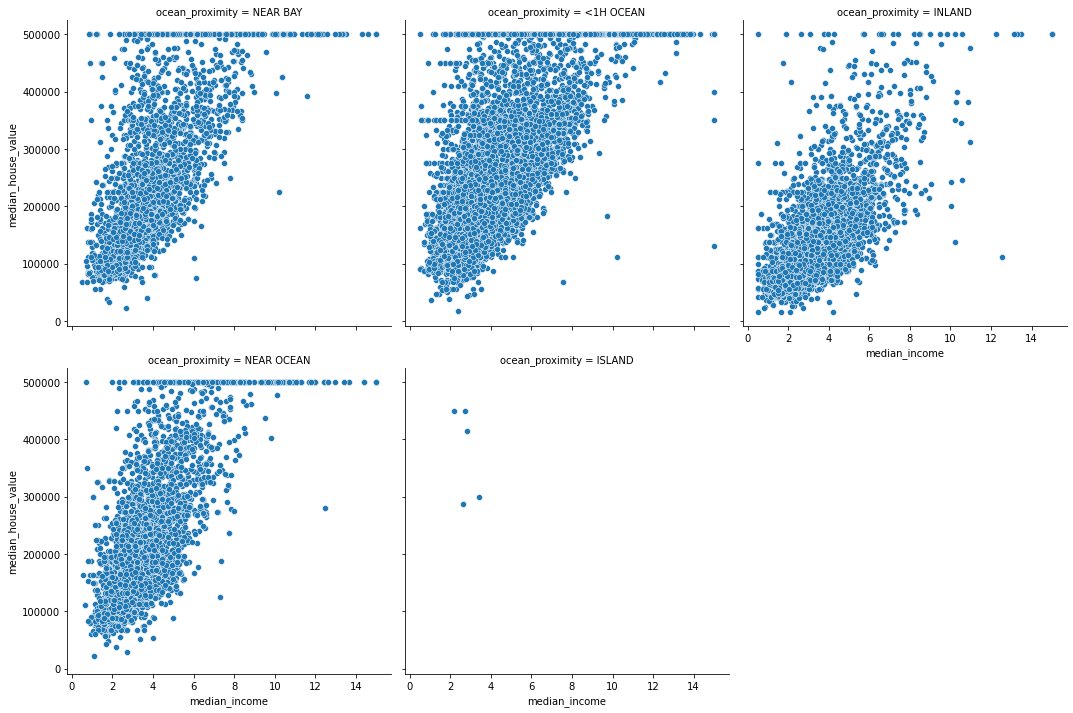 ocean_proximity = NEAR BAY
ocean_proximity = <1H OCEAN
ocean_proximity = INLAND
500000
400000
300000
200000
100000
0
median_house_value
0 2 4 6 8 10 12 14
median_income
ocean_proximity = NEAR OCEAN
ocean_proximity = ISLAND
500000
400000
300000
200000
100000
0
median_house_value
0 2 4 6 8 10 12 14
median_income
0 2 4 6 8 10 12 14
median_income